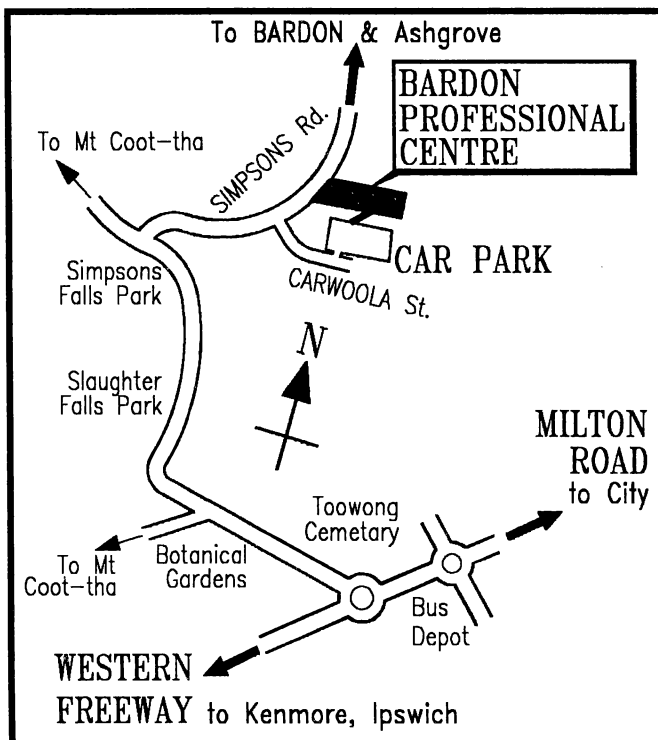 To BARDON & Ashgrove
BARDON
PROFESSIONAL
CENTRE
To Mt Coot-tha
SIMPSONS Rd.
CAR PARK
CARWOOLA St.
Simpsons
Falls Park
N
Slaughter
Falls Park
MILTON
ROAD
to City
Toowong
Cemetary
To Mt
Coot-tha
Botanical
Gardens
Bus
Depot
WESTERN
FREEWAY to Kenmore, Ipswich